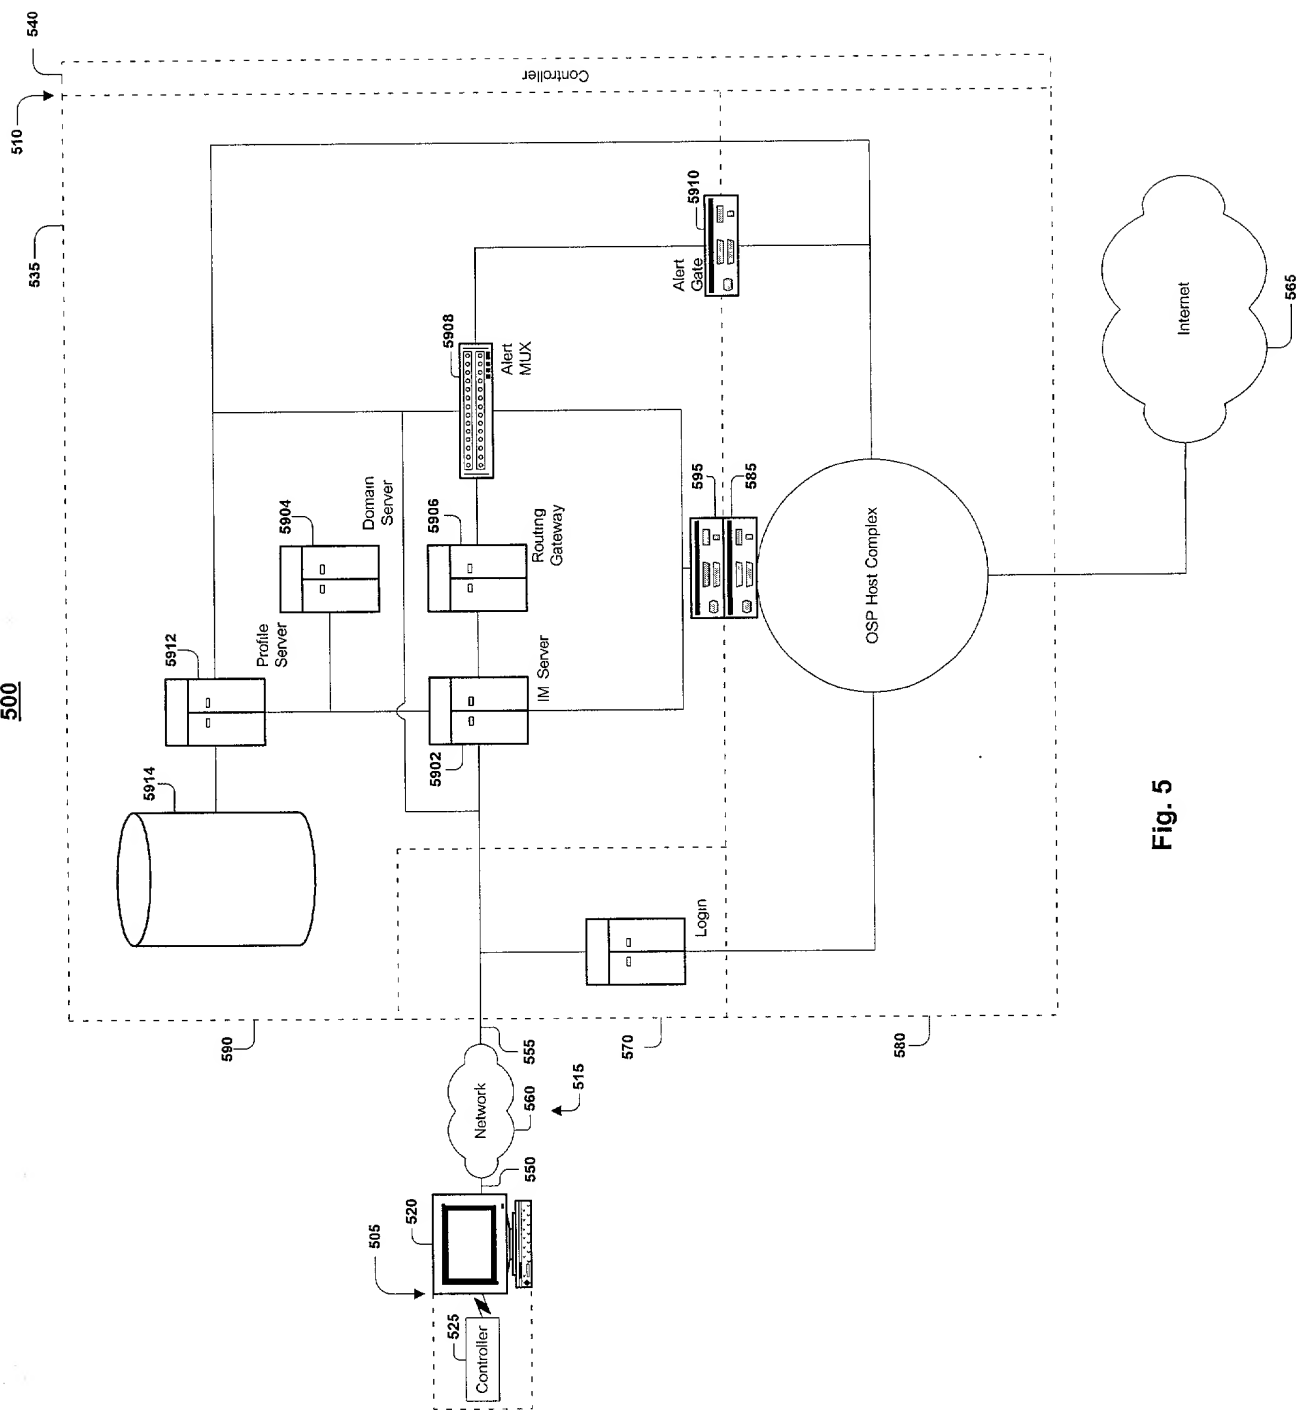 500
540
Controller
510
535
5910
Alert
Gate
5908
Alert
MUX
Internet
565
595
585
5904
Domain
Server
5906
Routing
Gateway
OSP Host Complex
5912
Profile
Server
IM Server
5902
5914
Login
590
570
580
555
Network
560
515
550
520
505
525
Controller
Fig. 5